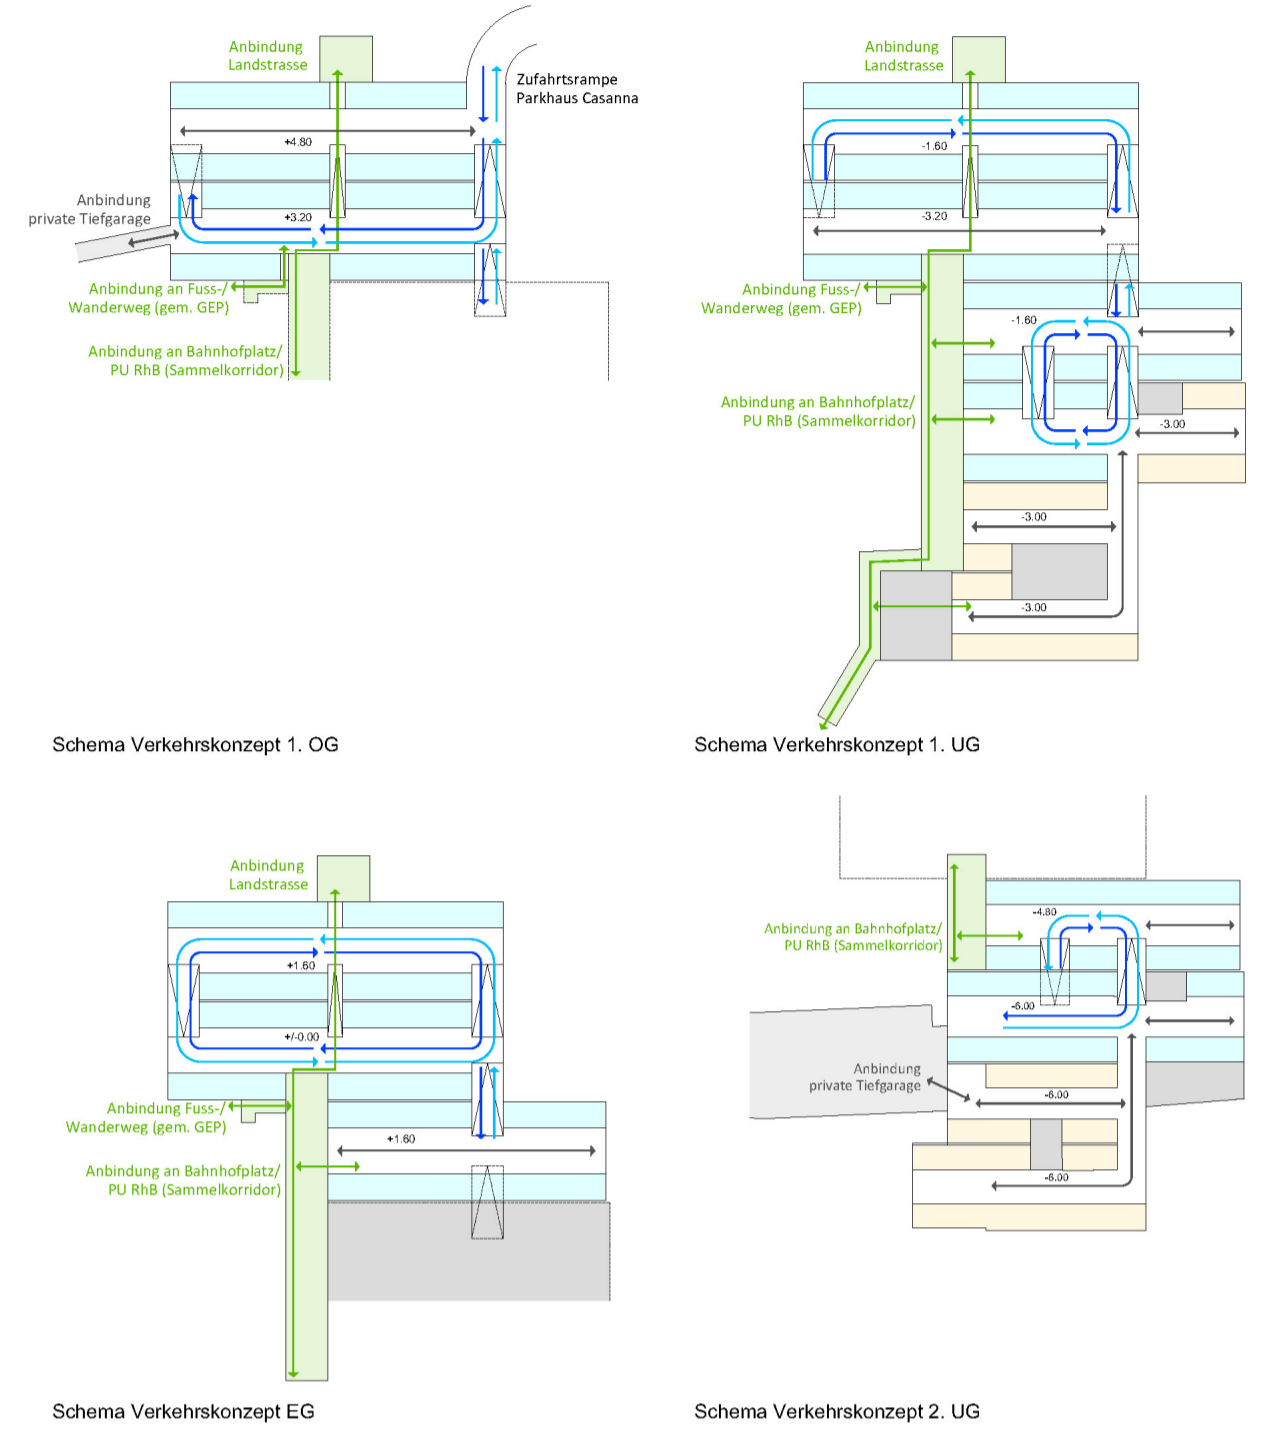 Anbindung
Landstrasse
Zufahrtsrampe
Parkhaus Casanna
+4.80
Anbindung
private Tiefgarage
+3.20
Anbindung an Fuss-/
Wanderweg (gem. GEP)
Anbindung an Bahnhofplatz/
PU RhB (Sammelkorridor)
Schema Verkehrskonzept 1. OG
Anbindung
Landstrasse
-1.60
-3.20
Anbindung Fuss-/
Wanderweg (gem. GEP)
-1.60
Anbindung an Bahnhofplatz/
PU RhB (Sammelkorridor)
-3.00
-3.00
-3.00
Schema Verkehrskonzept 1. UG
Anbindung
Landstrasse
+1.60
+/-0.00
Anbindung Fuss-/
Wanderweg (gem. GEP)
+1.60
Anbindung an Bahnhofplatz/
PU RhB (Sammelkorridor)
Schema Verkehrskonzept EG
-4.80
Anbindung an Bahnhofplatz/
PU RhB (Sammelkorridor)
-6.00
Anbindung
private Tiefgarage
-6.00
-6.00
Schema Verkehrskonzept 2. UG